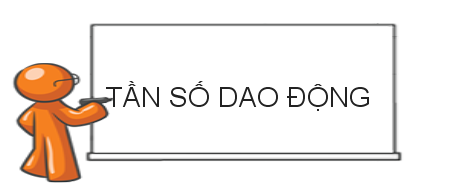 TẦN SỐ DAO ĐỘNG